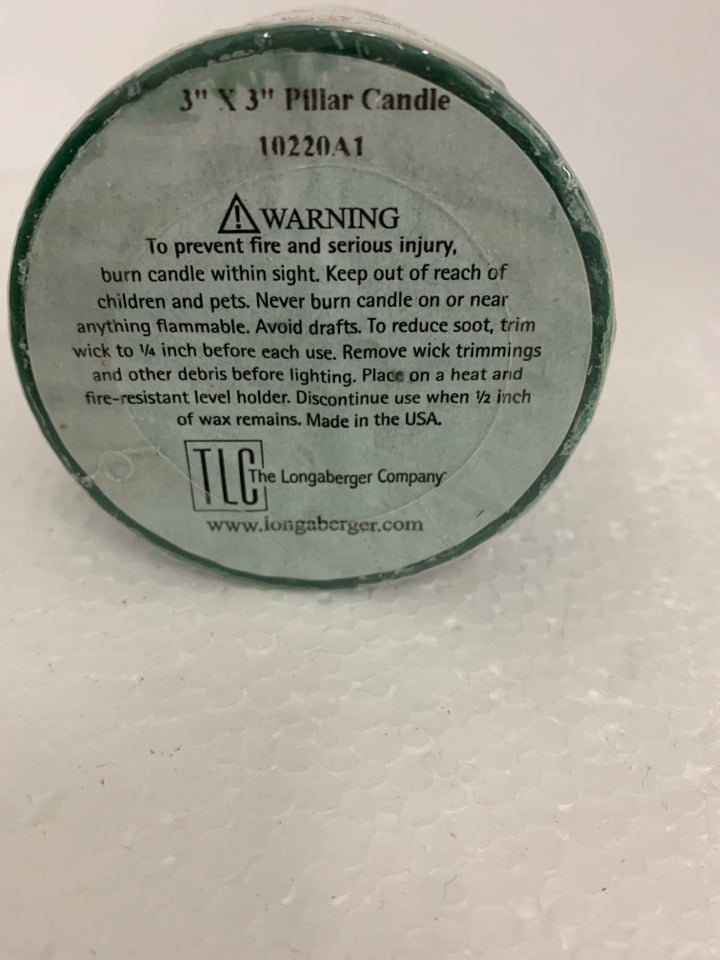 3" X 3" Pillar Candle
10220A1
WARNING
To prevent fire and serious injury,
burn candle within sight. Keep out of reach of
children and pets. Never burn candle on or near
anything flammable. Avoid drafts. To reduce soot, trim
wick to ¼ inch before each use. Remove wick trimmings
and other debris before lighting. Place on a heat and
fire-resistant level holder. Discontinue use when ½ inch
of wax remains. Made in the USA.
TLC The Longaberger Company
www.longaberger.com